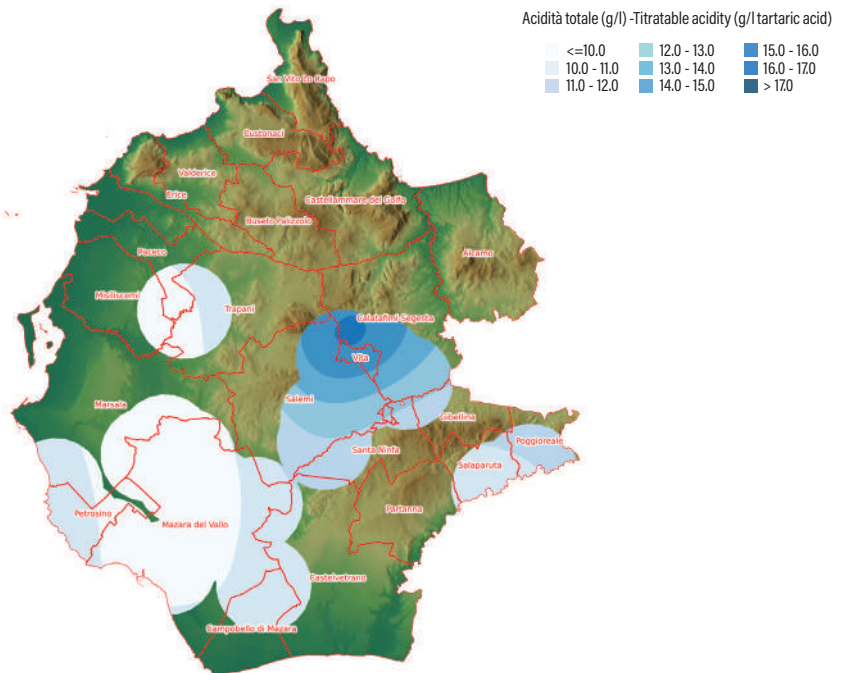 Acidità totale (g/l) -Titratable acidity (g/l tartaric acid)
<=10.0
12.0 - 13.0
15.0 - 16.0
10.0 - 11.0
13.0 - 14.0
16.0 - 17.0
11.0 - 12.0
14.0 - 15.0
> 17.0
San Vito Lo Kapo
Custonaci
Valderice
Erice
Castellammare del Golfo
Buseto Palizzolo
Paceco
Alcamo
Misiliscemi
Trapani
Calatafimi Segesta
Vita
Salemi
Marsala
Gibellina
Poggioreale
Santa Ninfa
Salaparuta
Petrosino
Partanna
Mazara del Vallo
Castelvetrano
Campobello di Mazara